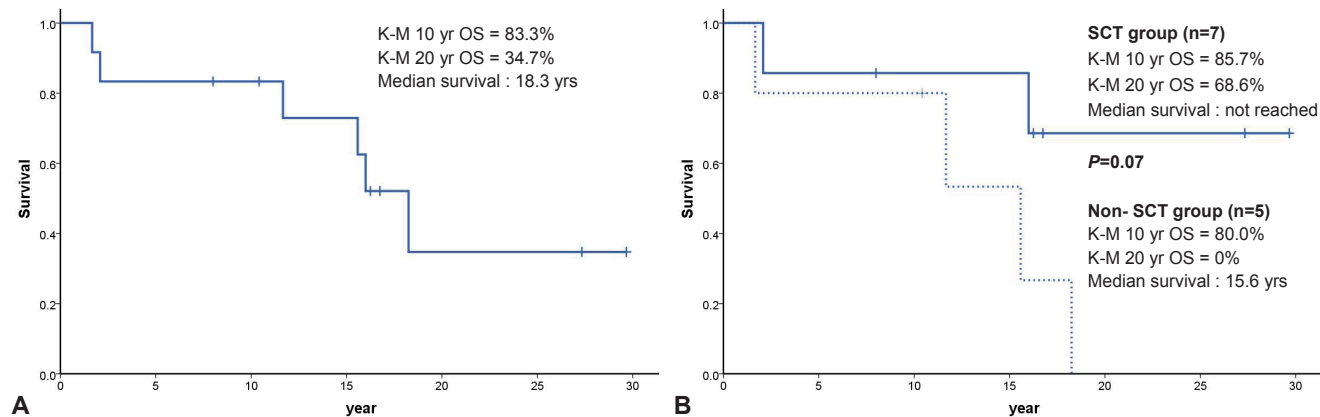 K-M 10 yr OS = 83.3%
K-M 20 yr OS = 34.7%
Median survival : 18.3 yrs
Survival
1.0
0.8
0.6
0.4
0.2
0.0
0 5 10 15 20 25 30
year
A
SCT group (n=7)
K-M 10 yr OS = 85.7%
K-M 20 yr OS = 68.6%
Median survival : not reached
P=0.07
Non- SCT group (n=5)
K-M 10 yr OS = 80.0%
K-M 20 yr OS = 0%
Median survival : 15.6 yrs
Survival
1.0
0.8
0.6
0.4
0.2
0.0
0 5 10 15 20 25 30
year
B